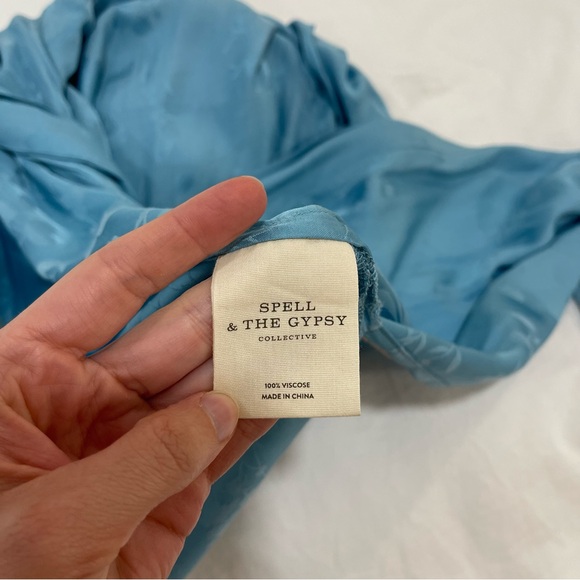 SPELL
& THE GYPSY
COLLECTIVE
100% VISCOSE
MADE IN CHINA